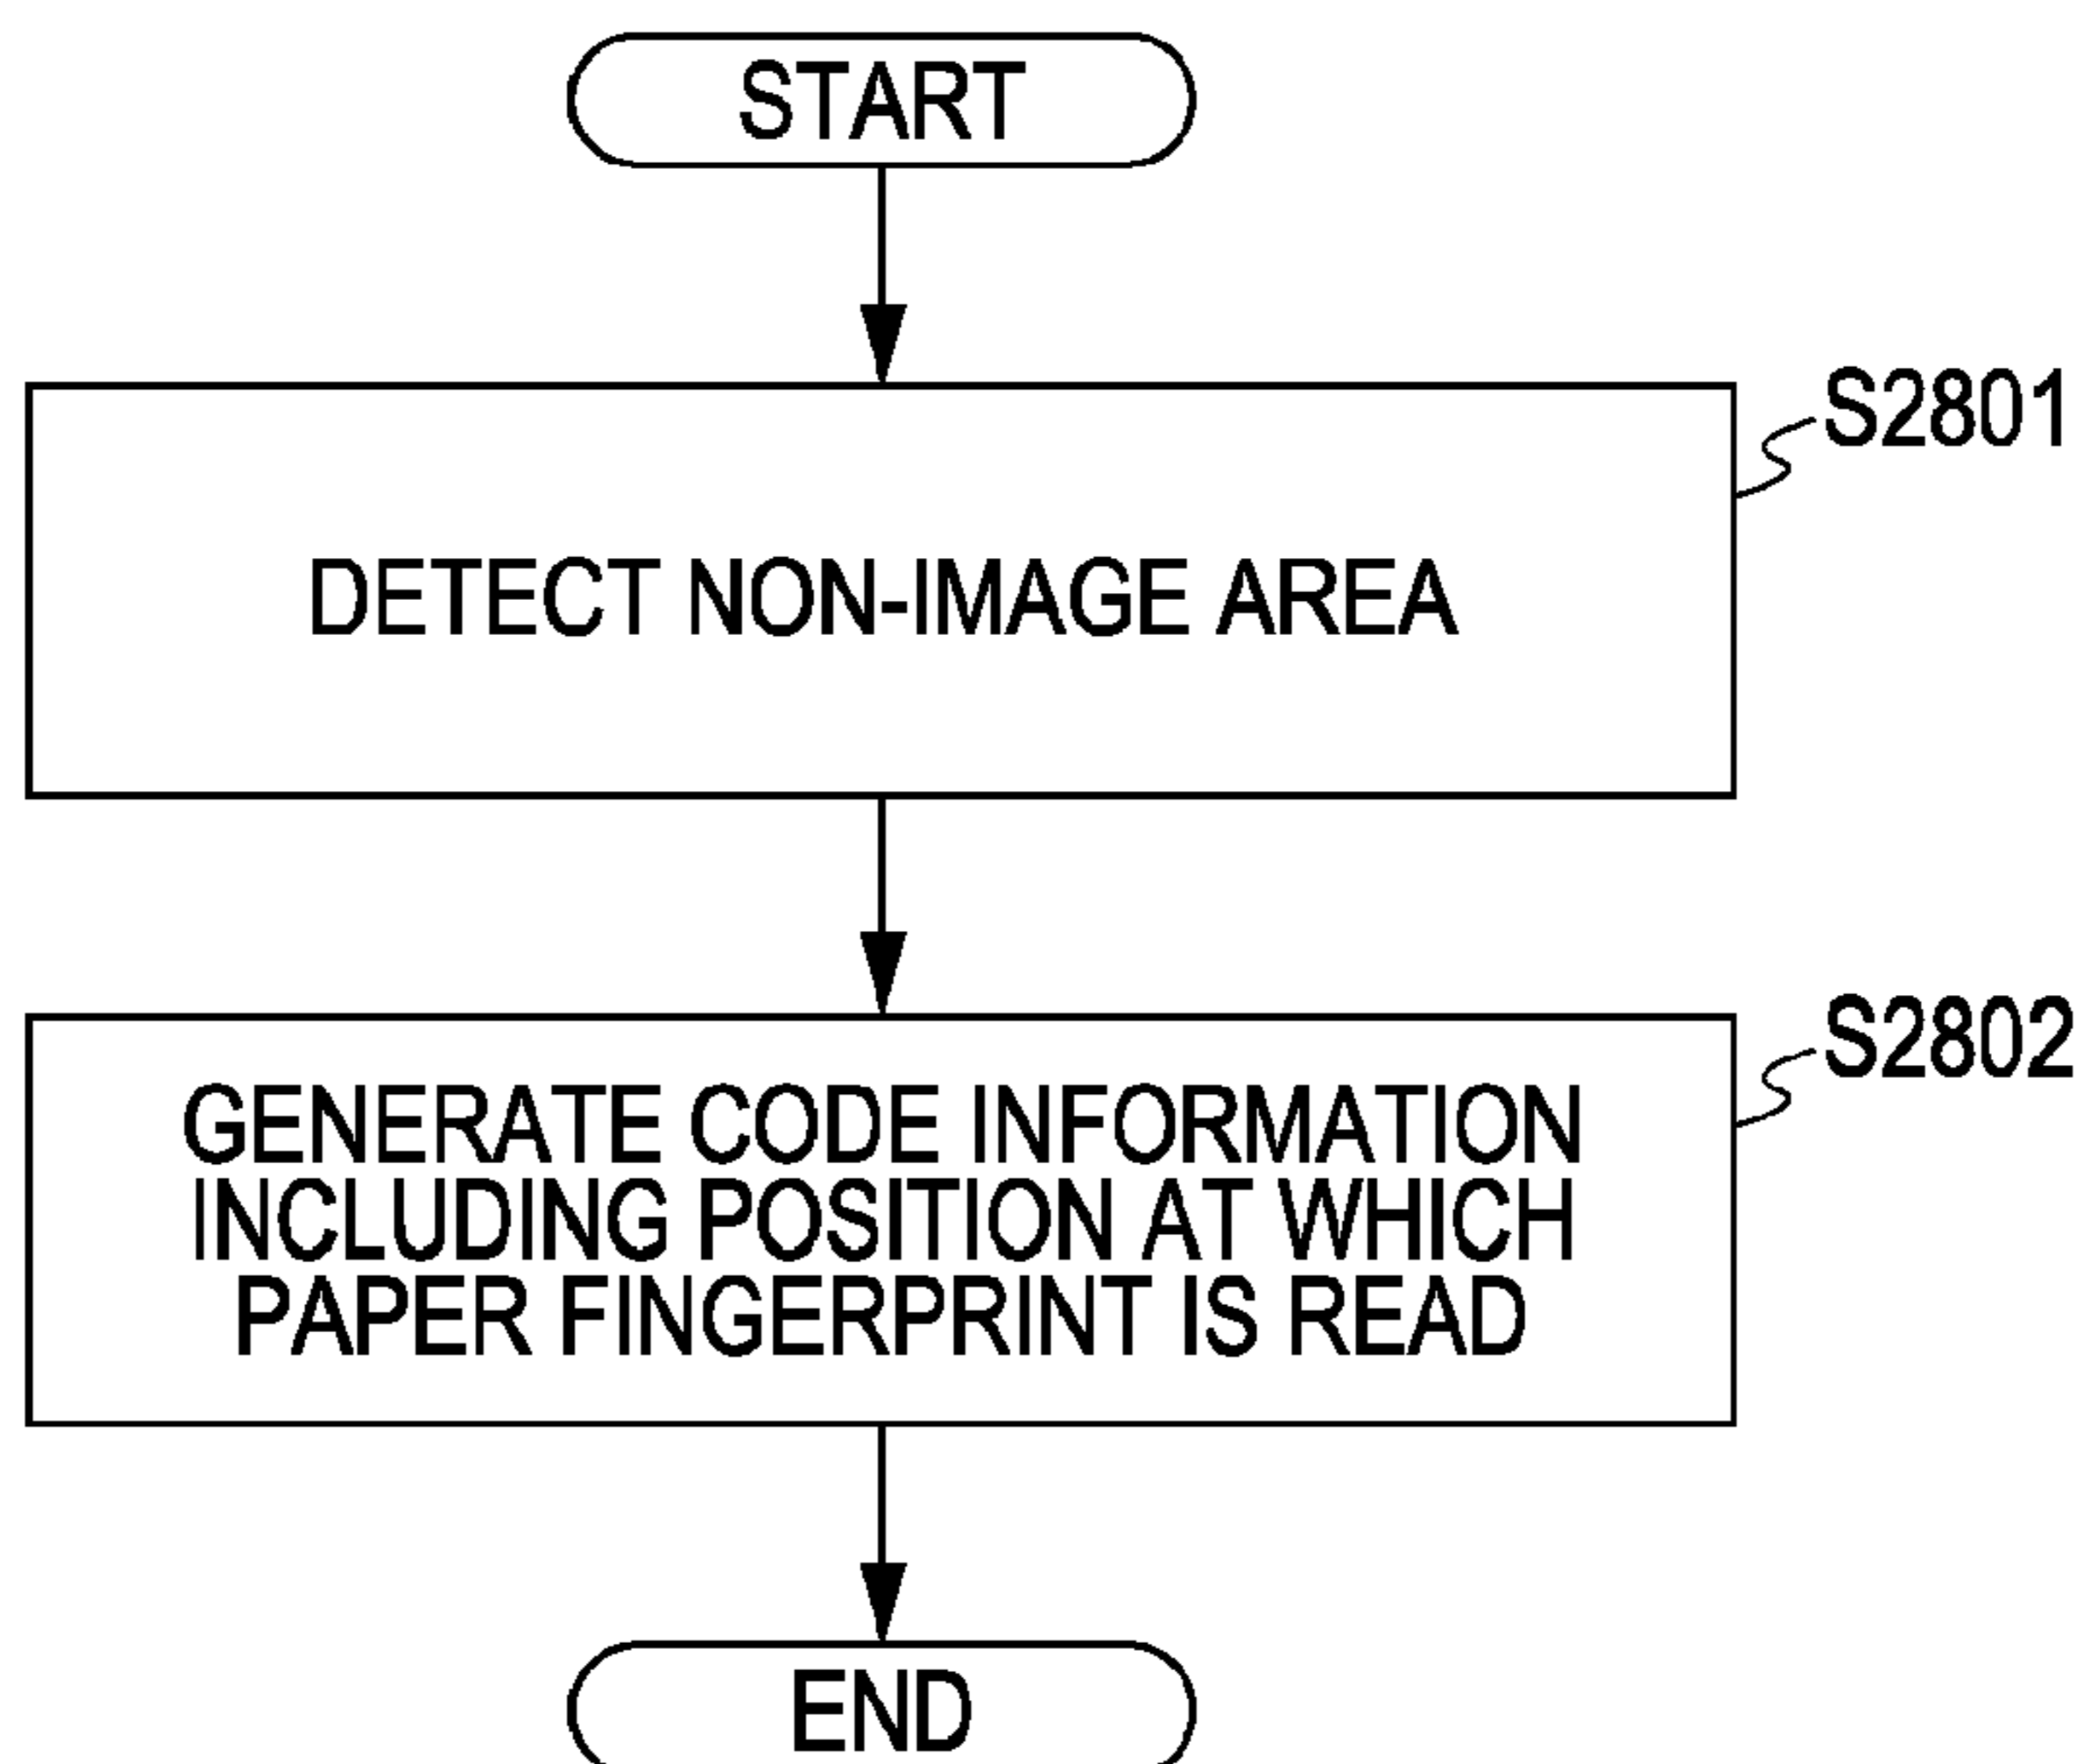 START
S2801
DETECT NON-IMAGE AREA
S2802
GENERATE CODE INFORMATION
INCLUDING POSITION AT WHICH
PAPER FINGERPRINT IS READ
END